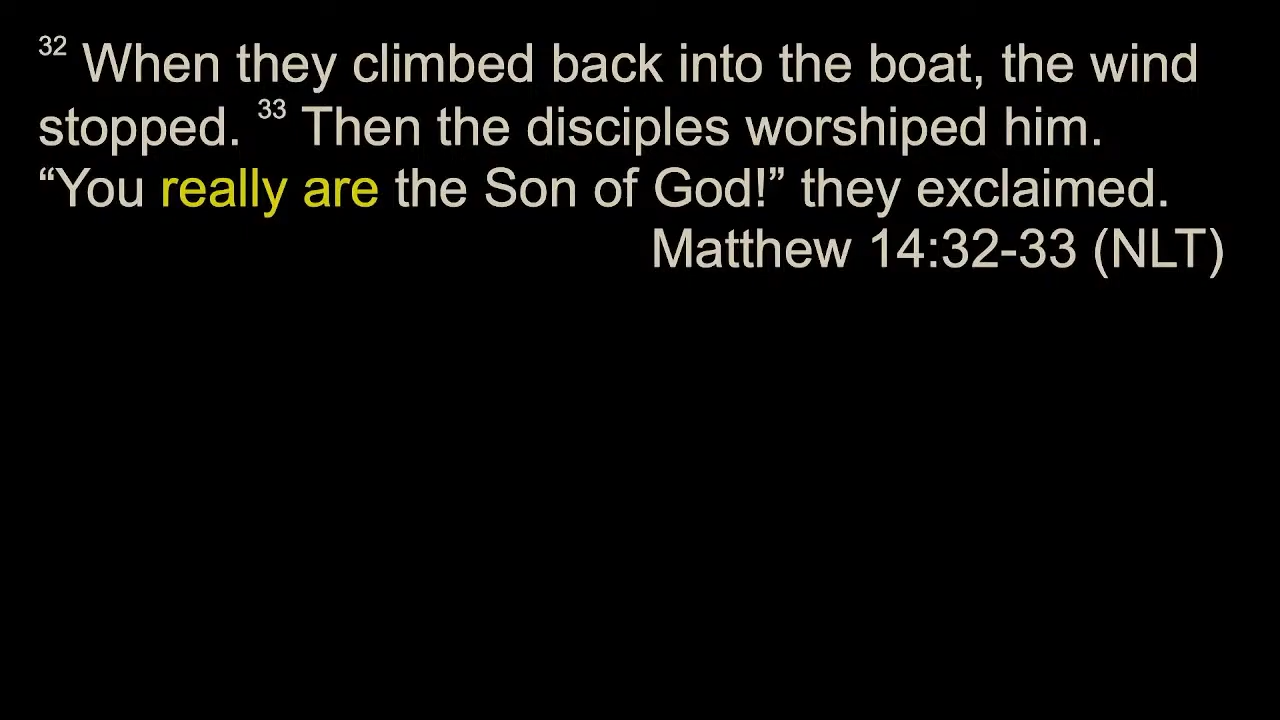 32 When they climbed back into the boat, the wind
stopped. 33 Then the disciples worshiped him.
“You really are the Son of God!” they exclaimed.
Matthew 14:32-33 (NLT)